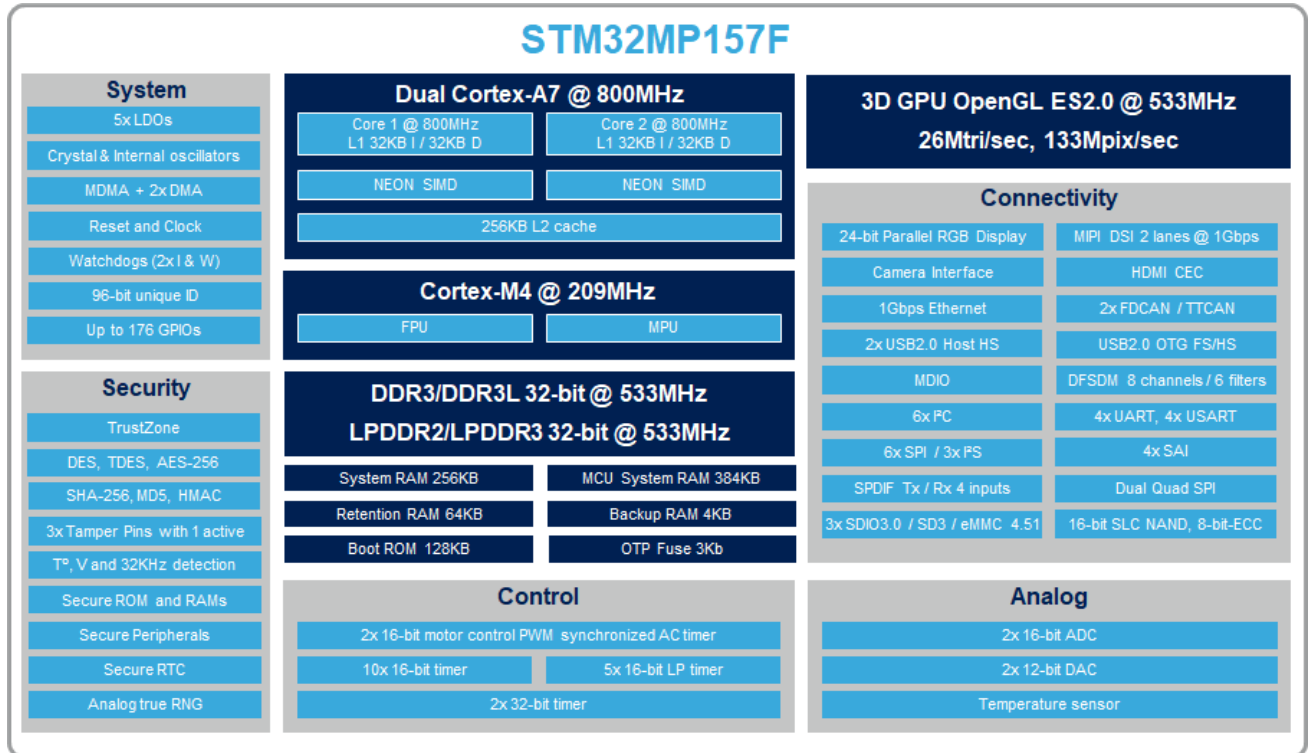 STM32MP157F
System
5x LDOs
Crystal & Internal oscillators
MDMA + 2x DMA
Reset and Clock
Watchdogs (2x I & W)
96-bit unique ID
Up to 176 GPIOs
Security
TrustZone
DES, TDES, AES-256
SHA-256, MD5, HMAC
3x Tamper Pins with 1 active
Tº, V and 32KHz detection
Secure ROM and RAMs
Secure Peripherals
Secure RTC
Analog true RNG
Dual Cortex-A7 @ 800MHz
Core 1 @ 800MHz
L1 32KB I / 32KB D
Core 2 @ 800MHz
L1 32KB I / 32KB D
NEON SIMD
NEON SIMD
256KB L2 cache
Cortex-M4 @ 209MHz
FPU
MPU
DDR3/DDR3L 32-bit @ 533MHz
LPDDR2/LPDDR3 32-bit @ 533MHz
System RAM 256KB
MCU System RAM 384KB
Retention RAM 64KB
Backup RAM 4KB
Boot ROM 128KB
OTP Fuse 3Kb
Control
2x 16-bit motor control PWM synchronized AC timer
10x 16-bit timer
5x 16-bit LP timer
2x 32-bit timer
3D GPU OpenGL ES2.0 @ 533MHz
26Mtri/sec, 133Mpix/sec
Connectivity
24-bit Parallel RGB Display
MIPI DSI 2 lanes @ 1Gbps
Camera Interface
HDMI CEC
1Gbps Ethernet
2x FDCAN / TTCAN
2x USB2.0 Host HS
USB2.0 OTG FS/HS
MDIO
DFSDM 8 channels / 6 filters
6x I²C
4x UART, 4x USART
6x SPI / 3x I²S
4x SAI
SPDIF Tx / Rx 4 inputs
Dual Quad SPI
3x SDIO3.0 / SD3 / eMMC 4.51
16-bit SLC NAND, 8-bit-ECC
Analog
2x 16-bit ADC
2x 12-bit DAC
Temperature sensor